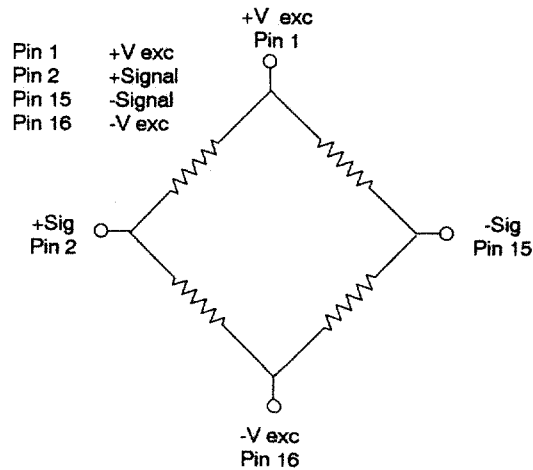 +V exc
Pin 1
Pin 1 +V exc
Pin 2 +Signal
Pin 15 -Signal
Pin 16 -V exc
+Sig
Pin 2
-Sig
Pin 15
-V exc
Pin 16